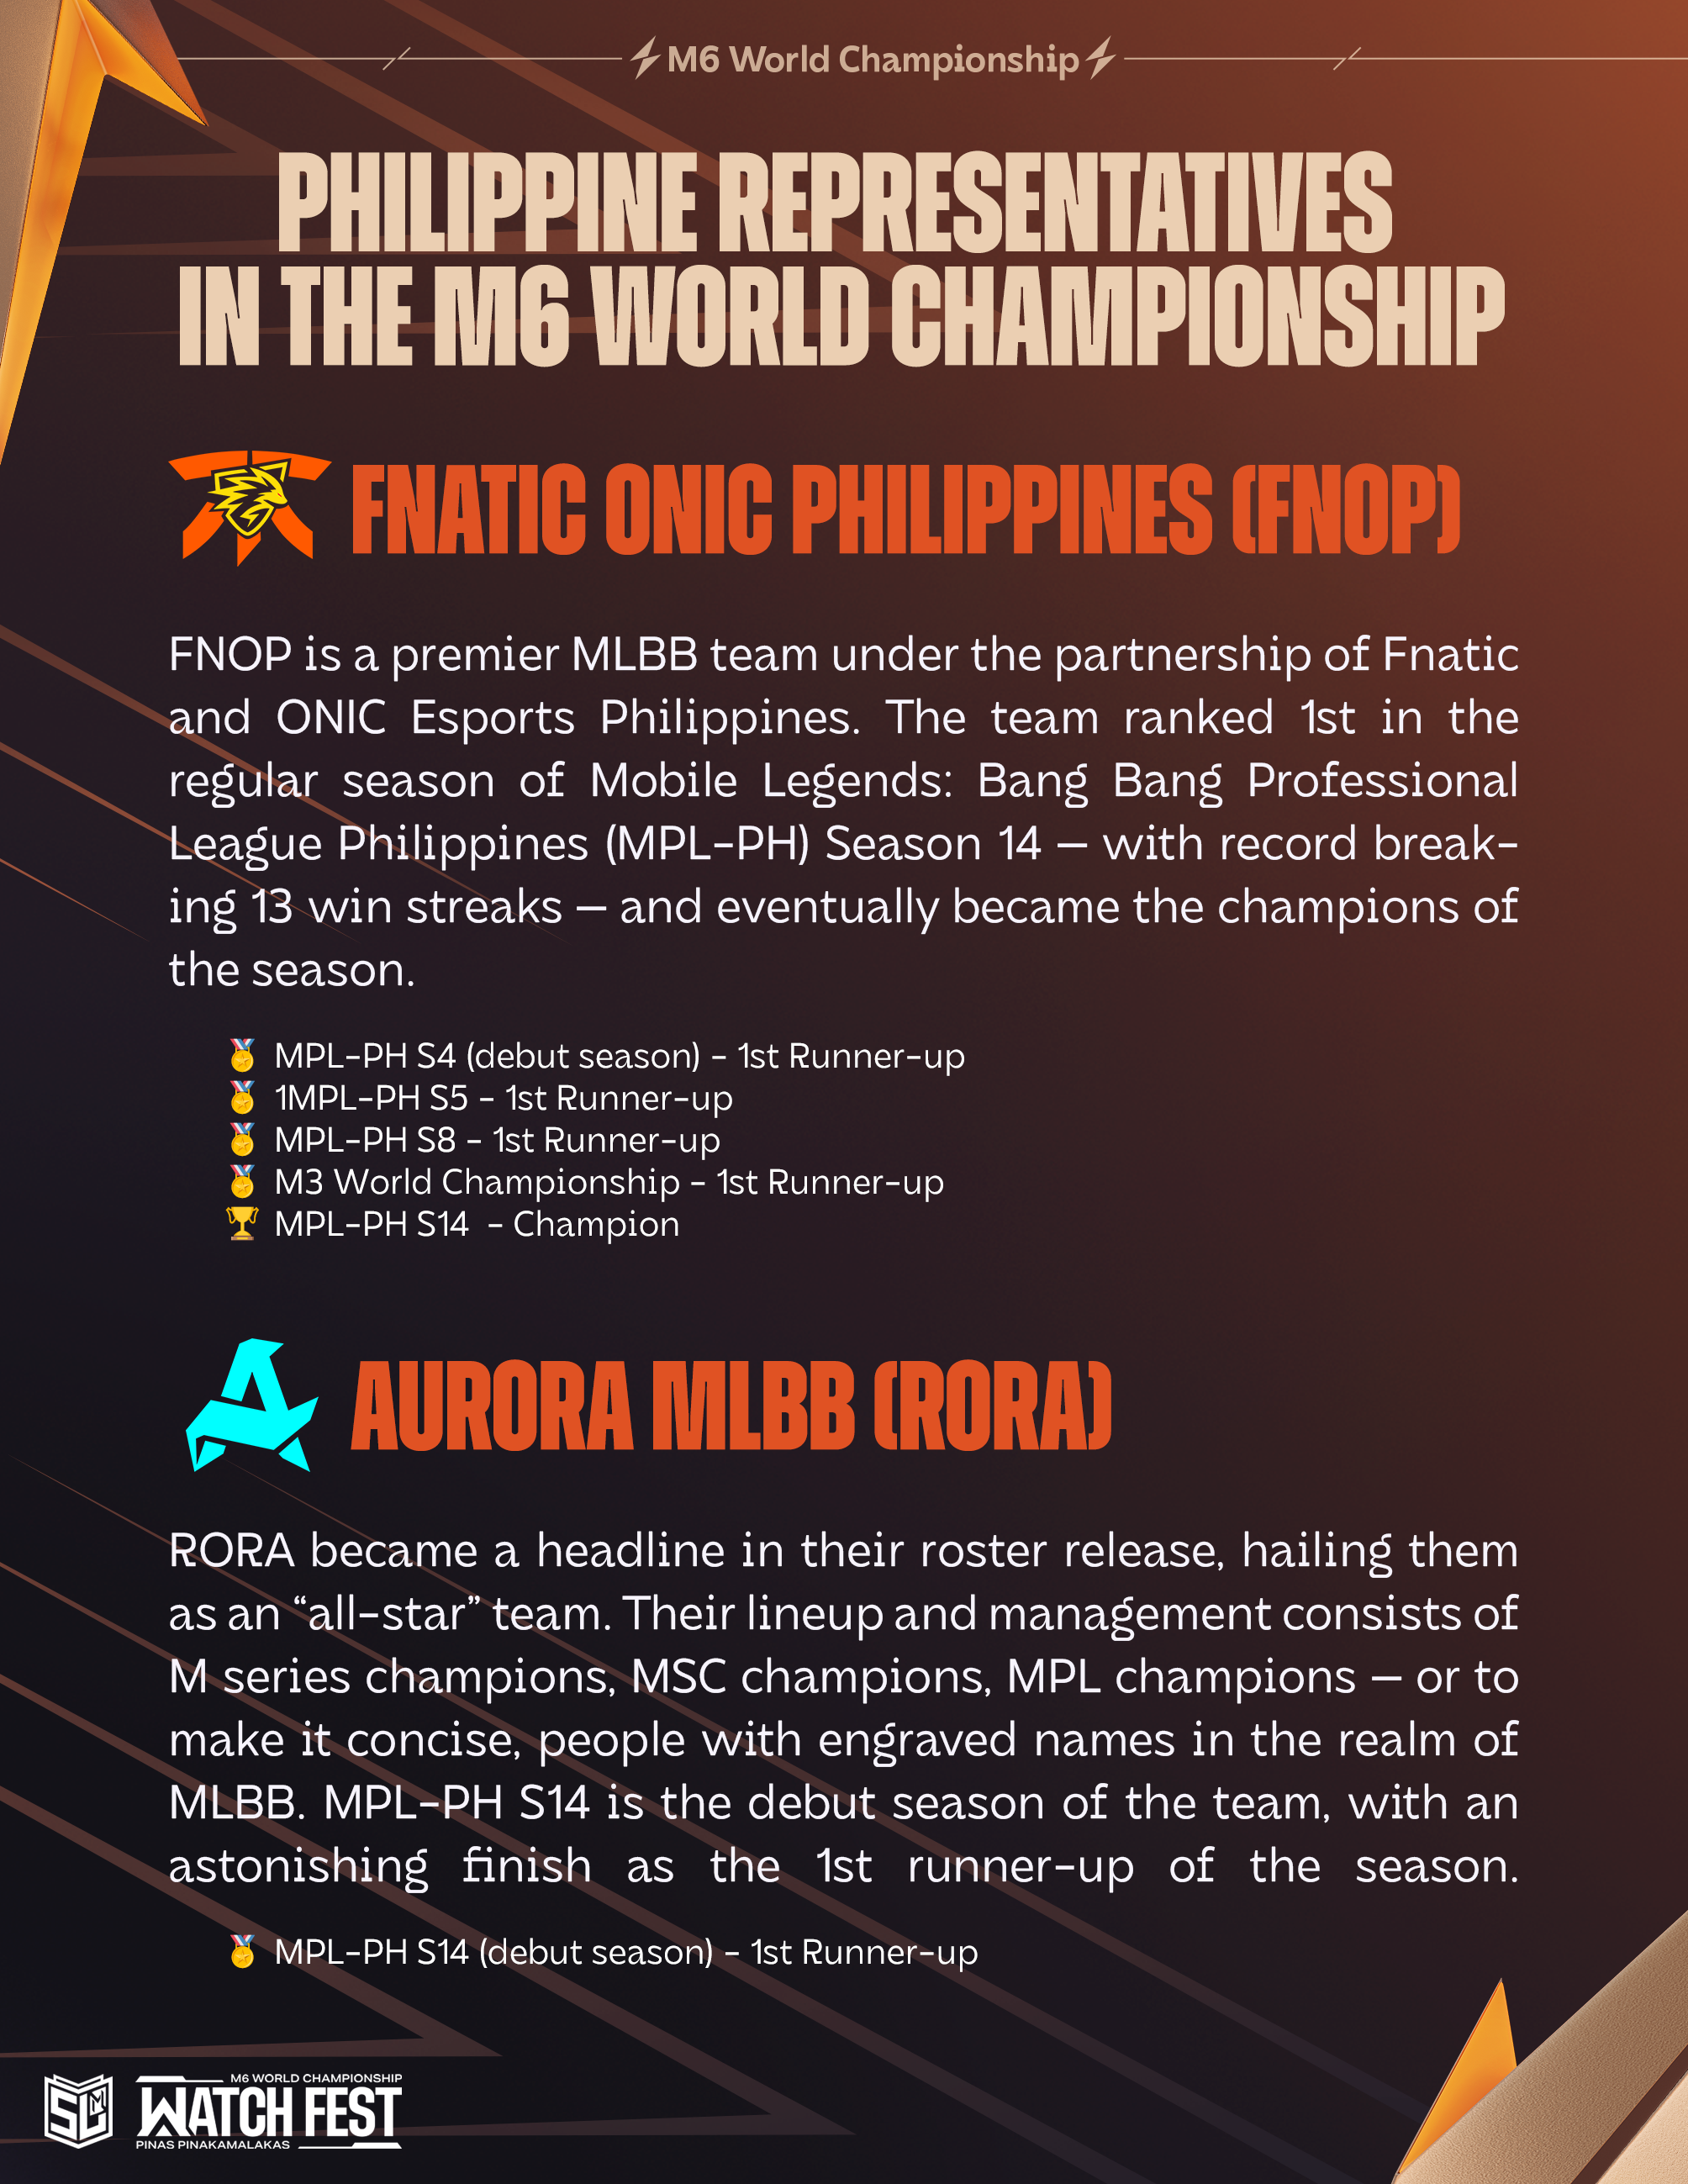 M6 World Championship
PHILIPPINE REPRESENTATIVES
IN THE M6 WORLD CHAMPIONSHIP
FNATIC ONIC PHILIPPINES (FNOP)
FNOP is a premier MLBB team under the partnership of Fnatic
and ONIC Esports Philippines. The team ranked 1st in the
regular season of Mobile Legends: Bang Bang Professional
League Philippines (MPL-PH) Season 14 – with record break-
ing 13 win streaks – and eventually became the champions of
the season.
🏅 MPL-PH S4 (debut season) - 1st Runner-up
🏅 1MPL-PH S5 - 1st Runner-up
🏅 MPL-PH S8 - 1st Runner-up
🏅 M3 World Championship - 1st Runner-up
🏆 MPL-PH S14  - Champion
AURORA MLBB (RORA)
RORA became a headline in their roster release, hailing them
as an “all-star” team. Their lineup and management consists of
M series champions, MSC champions, MPL champions – or to
make it concise, people with engraved names in the realm of
MLBB. MPL-PH S14 is the debut season of the team, with an
astonishing finish as the 1st runner-up of the season.
🏅 MPL-PH S14 (debut season) - 1st Runner-up
M6 WORLD CHAMPIONSHIP
SLM WATCH FEST
PINAS PINAKAMALAKAS